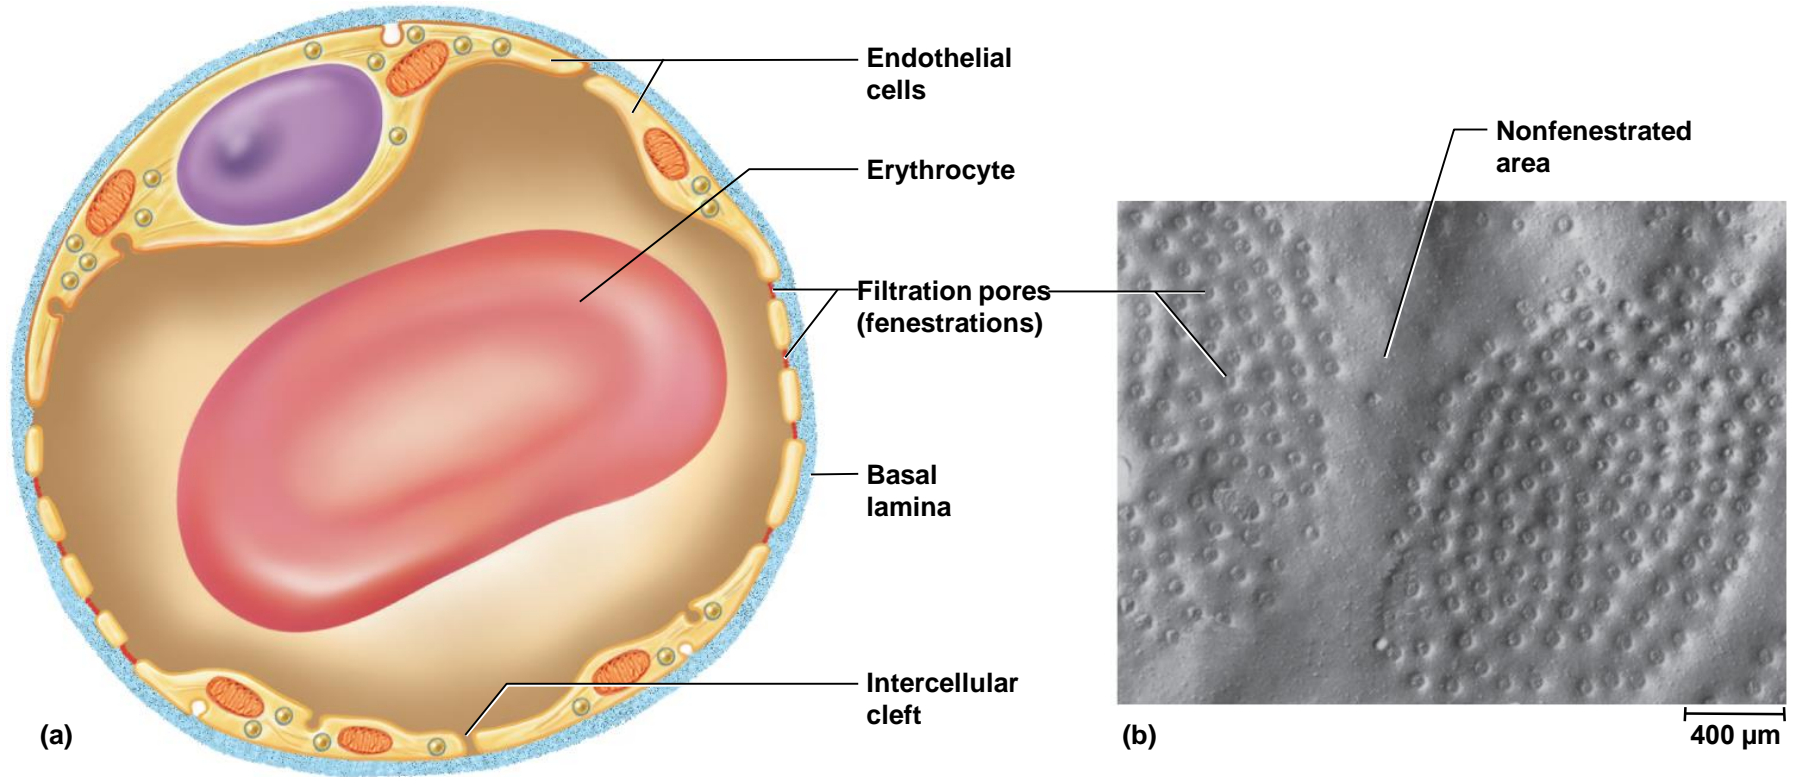 Endothelial
cells
Erythrocyte
Filtration pores
(fenestrations)
Basal
lamina
Intercellular
cleft
(a)
Nonfenestrated
area
(b)
400 µm